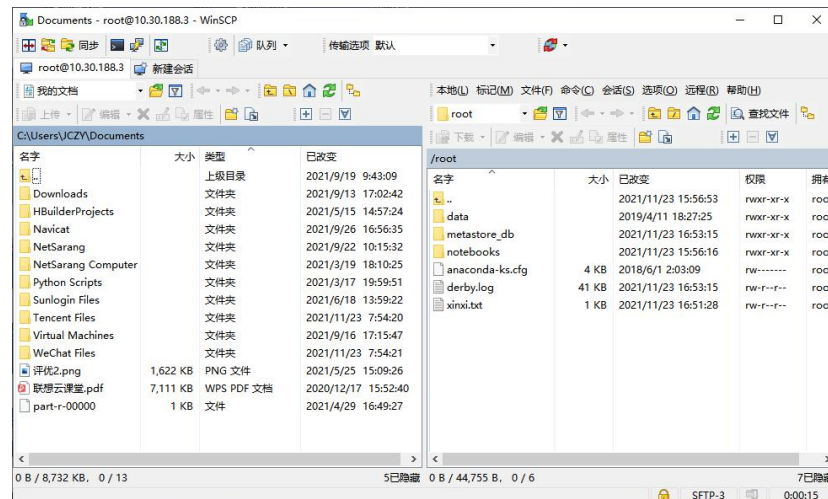 Documents - root@10.30.188.3 - WinSCP
同步 队列 传输选项 默认
root@10.30.188.3 新建会话
我的文档
上传 编辑 属性
C:\Users\JCZY\Documents
名字 大小 类型 已改变
.. 上级目录 2021/9/19 9:43:09
Downloads 文件夹 2021/9/13 17:02:42
HBuilderProjects 文件夹 2021/5/15 14:57:24
Navicat 文件夹 2021/9/26 16:56:35
NetSarang 文件夹 2021/9/22 10:15:32
NetSarang Computer 文件夹 2021/3/19 18:10:25
Python Scripts 文件夹 2021/3/17 19:59:51
Sunlogin Files 文件夹 2021/6/18 13:59:22
Tencent Files 文件夹 2021/11/23 7:54:20
Virtual Machines 文件夹 2021/9/16 17:15:47
WeChat Files 文件夹 2021/11/23 7:54:21
评优2.png 1,622 KB PNG 文件 2021/5/25 15:09:26
联想云课堂.pdf 7,111 KB WPS PDF 文档 2020/12/17 15:52:40
part-r-00000 1 KB 文件 2021/4/29 16:49:27
0 B / 8,732 KB, 0 / 13 5已隐藏
本地(L) 标记(M) 文件(F) 命令(C) 会话(S) 选项(O) 远程(R) 帮助(H)
root 查找文件
下载 编辑 属性
/root
名字 大小 已改变 权限 拥有
.. 2021/11/23 15:56:53 rwxr-xr-x roo
data 2019/4/11 18:27:25 rwxr-xr-x roo
metastore_db 2021/11/23 16:53:15 rwxr-xr-x roo
notebooks 2021/11/23 15:56:16 rwxr-xr-x roo
anaconda-ks.cfg 4 KB 2018/6/1 2:03:09 rw------- roo
derby.log 41 KB 2021/11/23 16:53:15 rw-r--r-- roo
xinxi.txt 1 KB 2021/11/23 16:51:28 rw-r--r-- roo
0 B / 44,755 B, 0 / 6 7已隐藏
SFTP-3 0:00:15